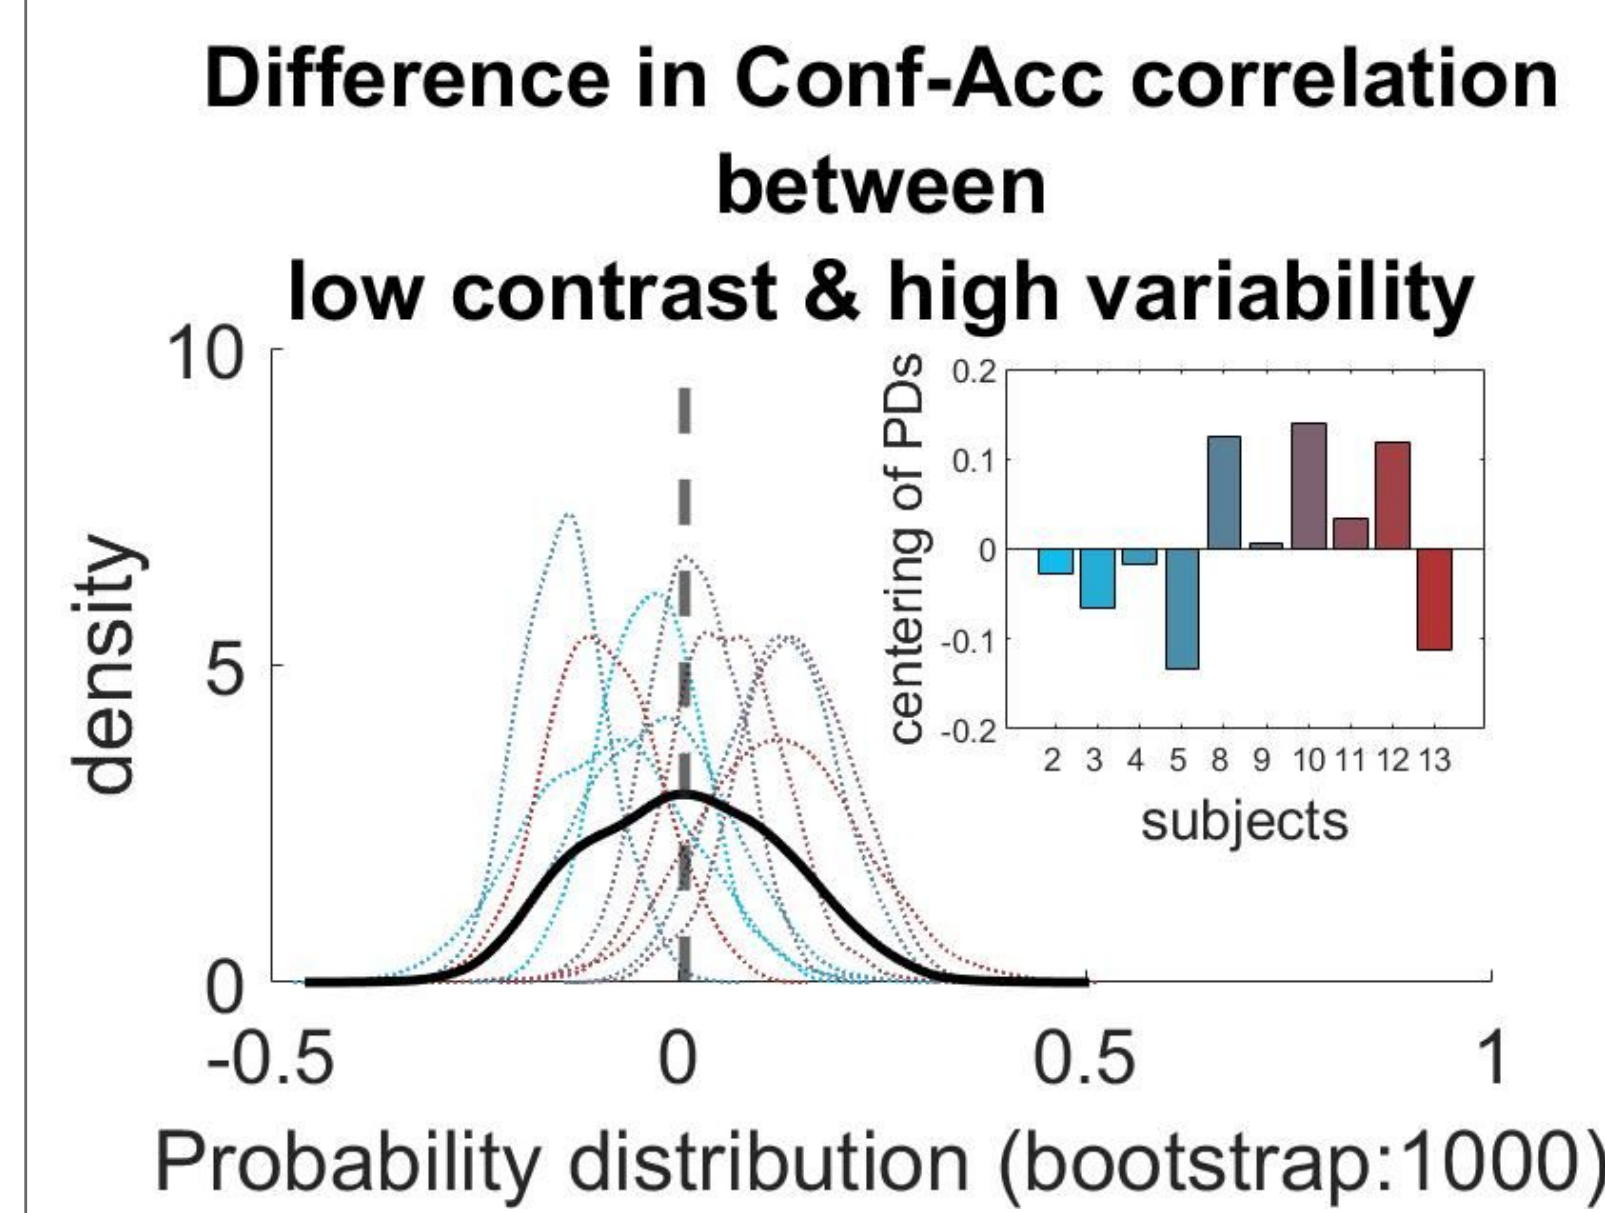 Difference in Conf-Acc correlation
between
low contrast & high variability
10
5
0
density
-0.5 0 0.5 1
Probability distribution (bootstrap:1000)
0.2
0.1
0
-0.1
-0.2
centering of PDs
2 3 4 5 8 9 10 11 12 13
subjects